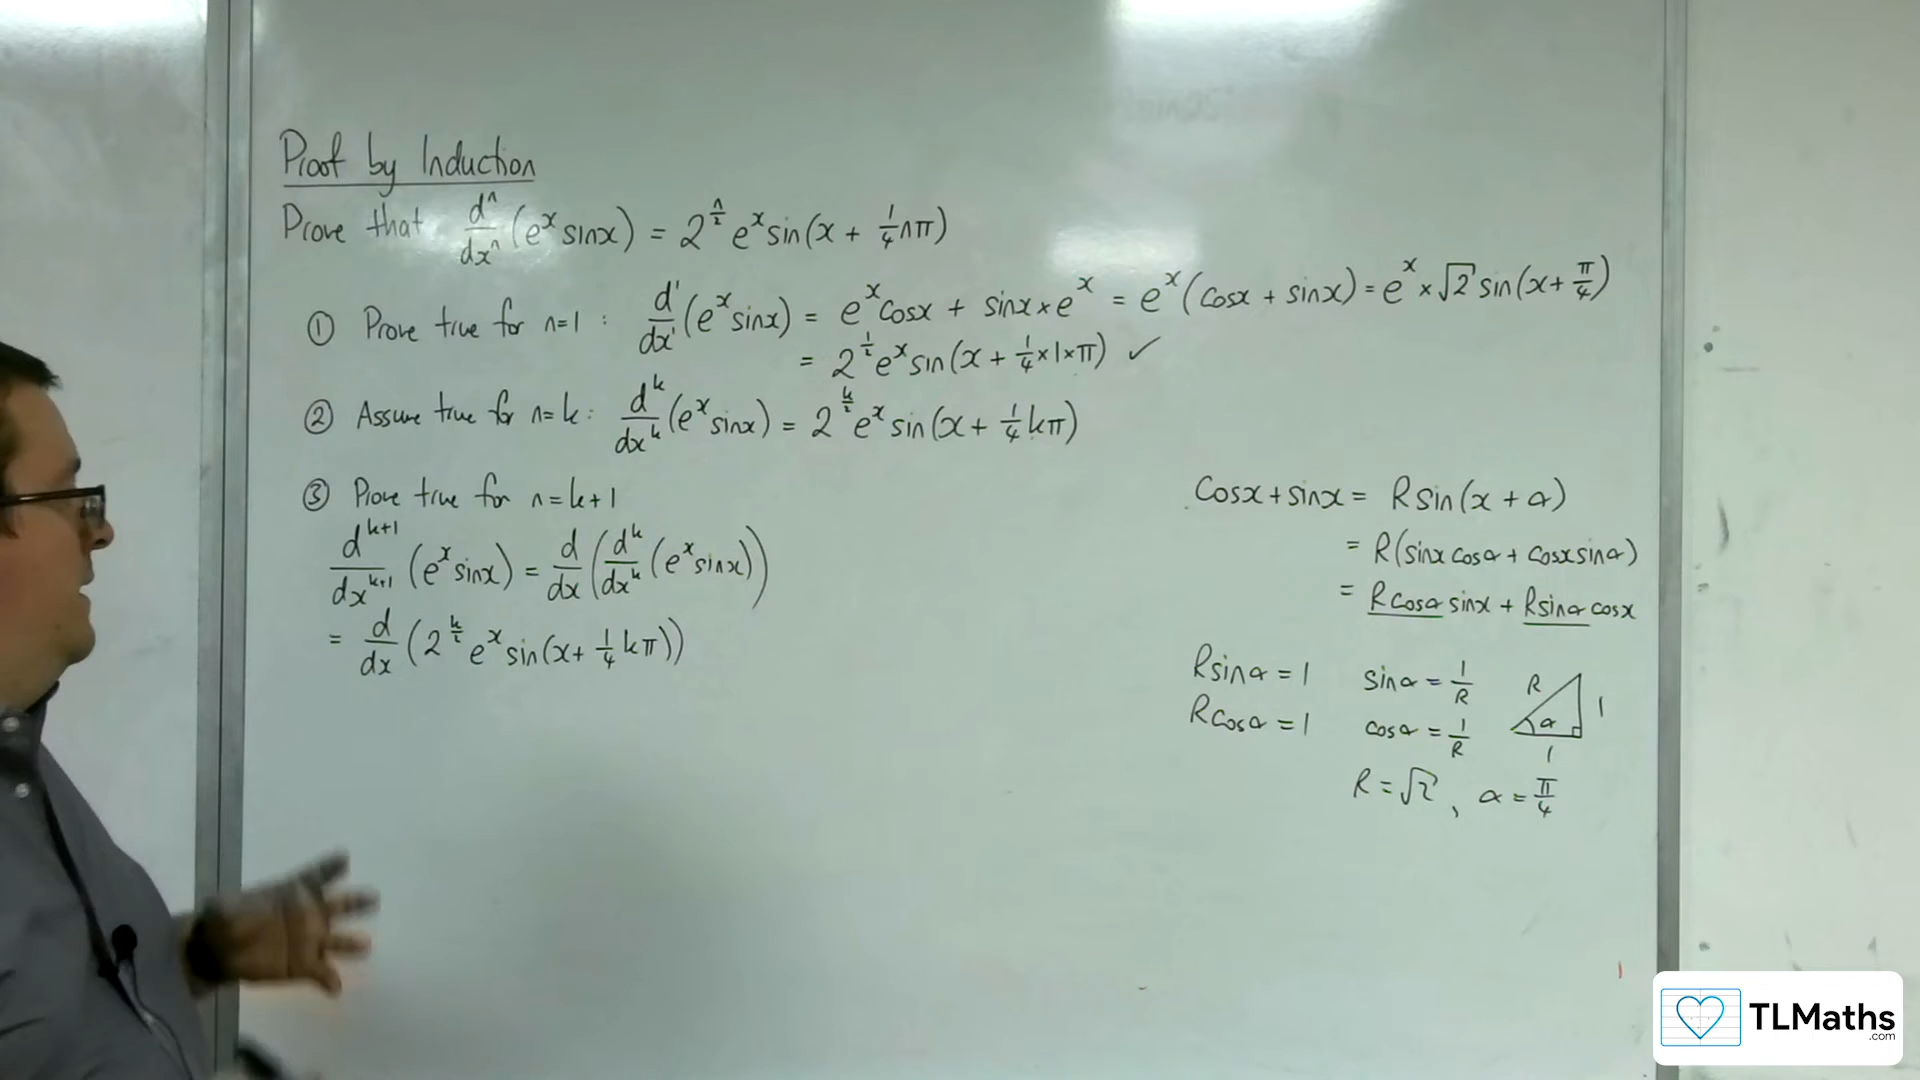 Proof by Induction
Prove that d^n/dx^n (e^x sinx) = 2^(n/2) e^x sin(x + 1/4 nπ)
① Prove true for n=1 : d^1/dx^1 (e^x sinx) = e^x cosx + sinx × e^x = e^x (cosx + sinx) = e^x × √2 sin(x + π/4)
= 2^(1/2) e^x sin(x + 1/4 × 1 × π) ✓
② Assume true for n=k : d^k/dx^k (e^x sinx) = 2^(k/2) e^x sin(x + 1/4 kπ)
③ Prove true for n=k+1
d^(k+1)/dx^(k+1) (e^x sinx) = d/dx (d^k/dx^k (e^x sinx))
= d/dx (2^(k/2) e^x sin(x + 1/4 kπ))
Cosx + sinx = R sin(x + α)
= R(sinx cosα + cosx sinα)
= Rcosα sinx + Rsinα cosx
Rsinα = 1 sinα = 1/R
Rcosα = 1 cosα = 1/R
R α 1 1
R = √2 , α = π/4
TLMaths
.com